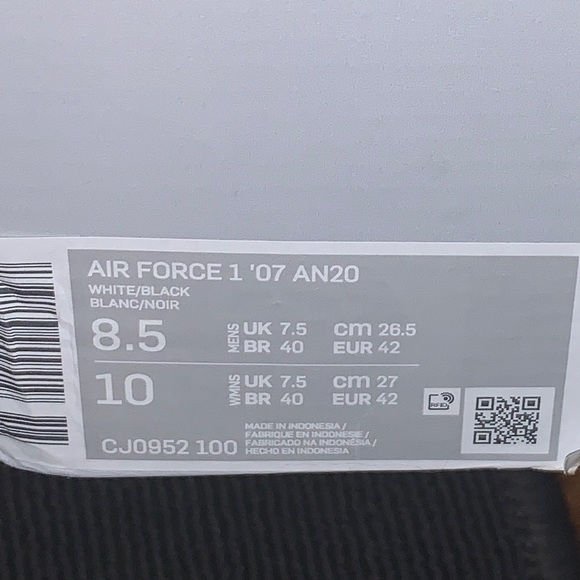 AIR FORCE 1 '07 AN20
WHITE/BLACK
BLANC/NOIR
8.5 MENS UK 7.5 cm 26.5
BR 40 EUR 42
10 WMNS UK 7.5 cm 27
BR 40 EUR 42
RFID
CJ0952 100
MADE IN INDONESIA /
FABRIQUE EN INDONESIE /
FABRICADO NA INDONÉSIA /
HECHO EN INDONESIA